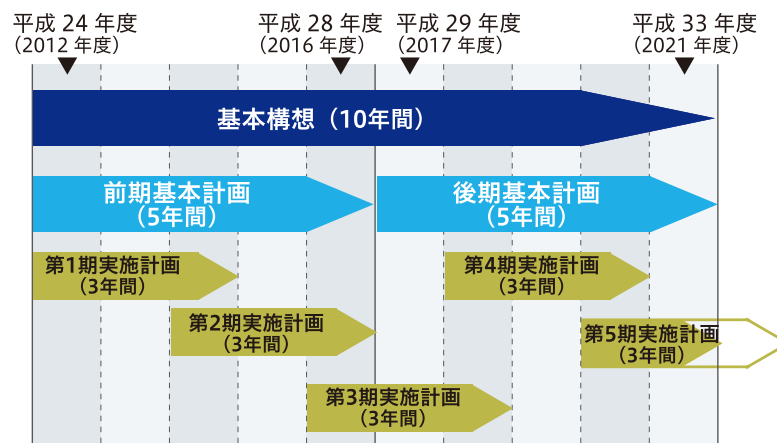 平成 24 年度
（2012 年度）
平成 28 年度
（2016 年度）
平成 29 年度
（2017 年度）
平成 33 年度
（2021 年度）
基本構想（10年間）
前期基本計画
（5年間）
後期基本計画
（5年間）
第1期実施計画
（3年間）
第4期実施計画
（3年間）
第2期実施計画
（3年間）
第5期実施計画
（3年間）
第3期実施計画
（3年間）